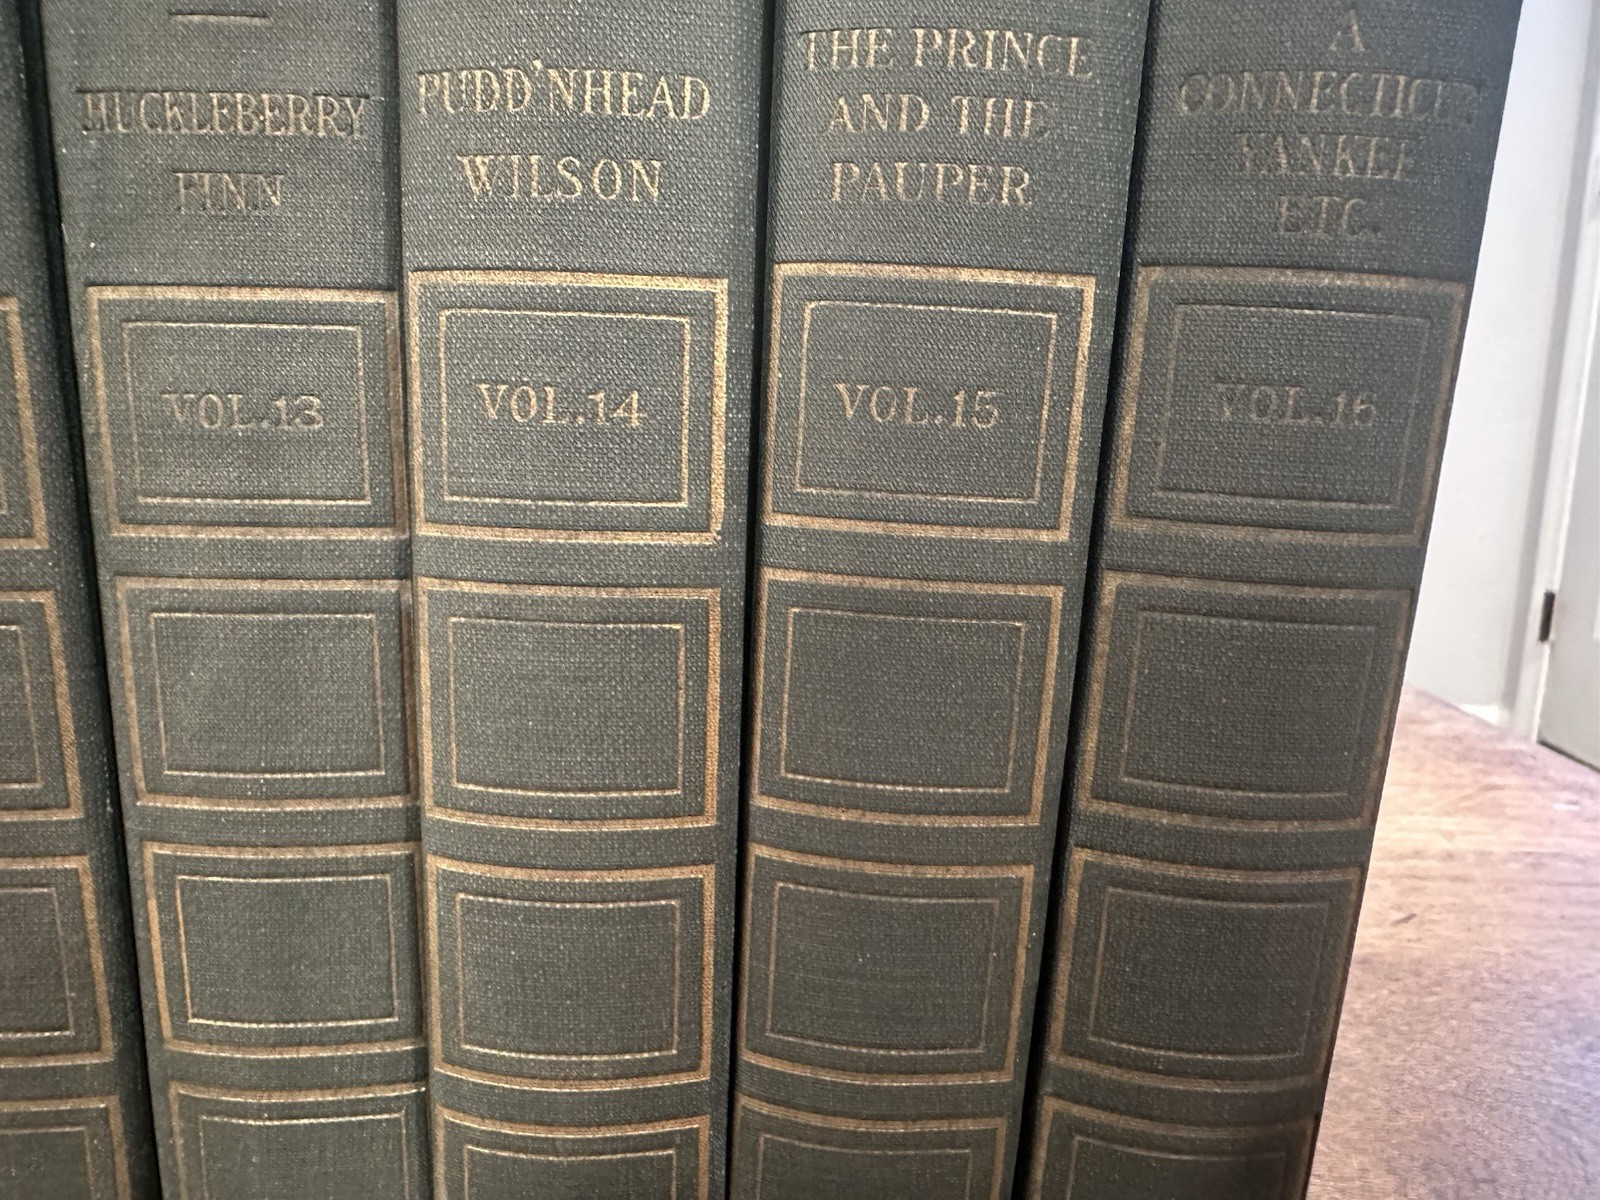 HUCKLEBERRY
FINN
VOL.13
PUDD'NHEAD
WILSON
VOL.14
THE PRINCE
AND THE
PAUPER
VOL.15
A
CONNECTICUT
YANKEE
ETC.
VOL.16